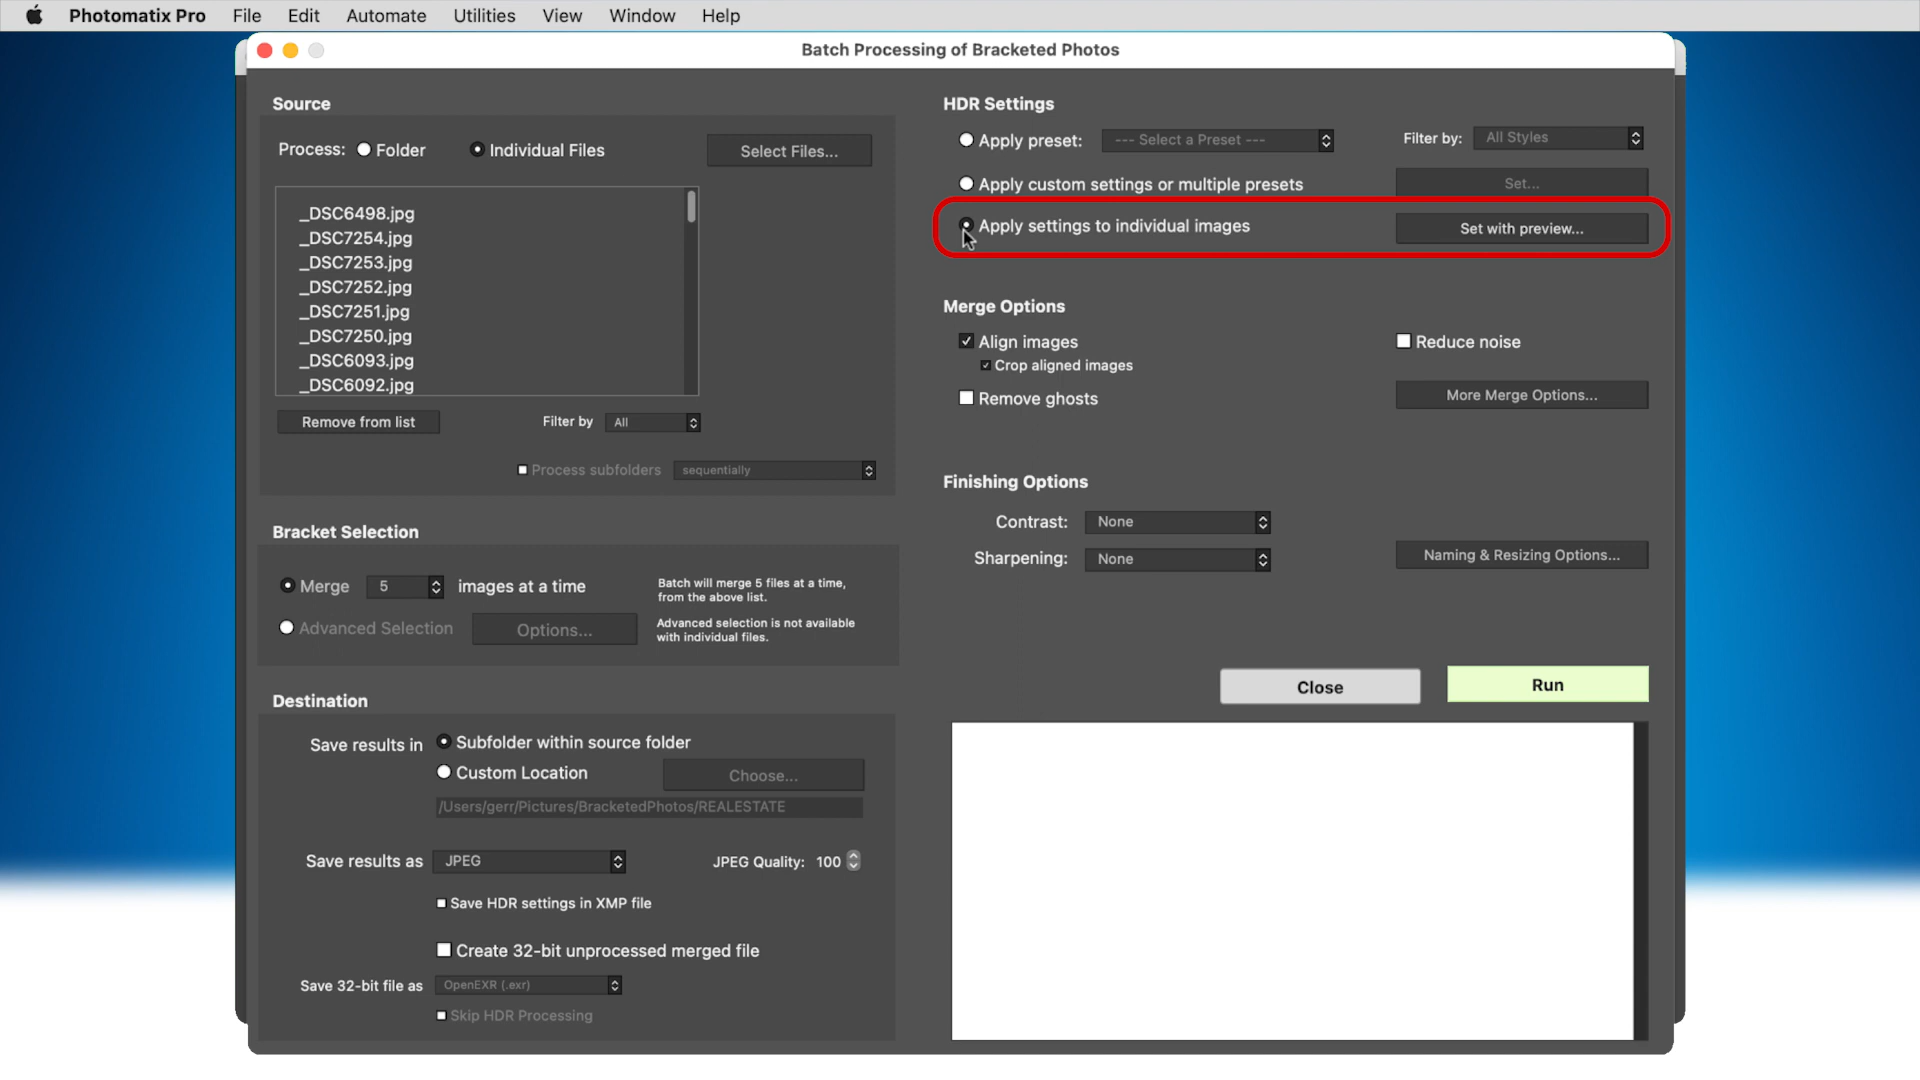 Photomatix Pro File Edit Automate Utilities View Window Help
Batch Processing of Bracketed Photos
Source
Process: Folder Individual Files Select Files...
_DSC6498.jpg
_DSC7254.jpg
_DSC7253.jpg
_DSC7252.jpg
_DSC7251.jpg
_DSC7250.jpg
_DSC6093.jpg
_DSC6092.jpg
Remove from list Filter by All
Process subfolders sequentially
Bracket Selection
Merge 5 images at a time
Batch will merge 5 files at a time,
from the above list.
Advanced Selection Options...
Advanced selection is not available
with individual files.
Destination
Save results in Subfolder within source folder
Custom Location Choose...
/Users/gerr/Pictures/BracketedPhotos/REALESTATE
Save results as JPEG JPEG Quality: 100
Save HDR settings in XMP file
Create 32-bit unprocessed merged file
Save 32-bit file as OpenEXR (.exr)
Skip HDR Processing
HDR Settings
Apply preset: --- Select a Preset --- Filter by: All Styles
Apply custom settings or multiple presets Set...
Apply settings to individual images Set with preview...
Merge Options
Align images Reduce noise
Crop aligned images
Remove ghosts More Merge Options...
Finishing Options
Contrast: None
Sharpening: None Naming & Resizing Options...
Close Run